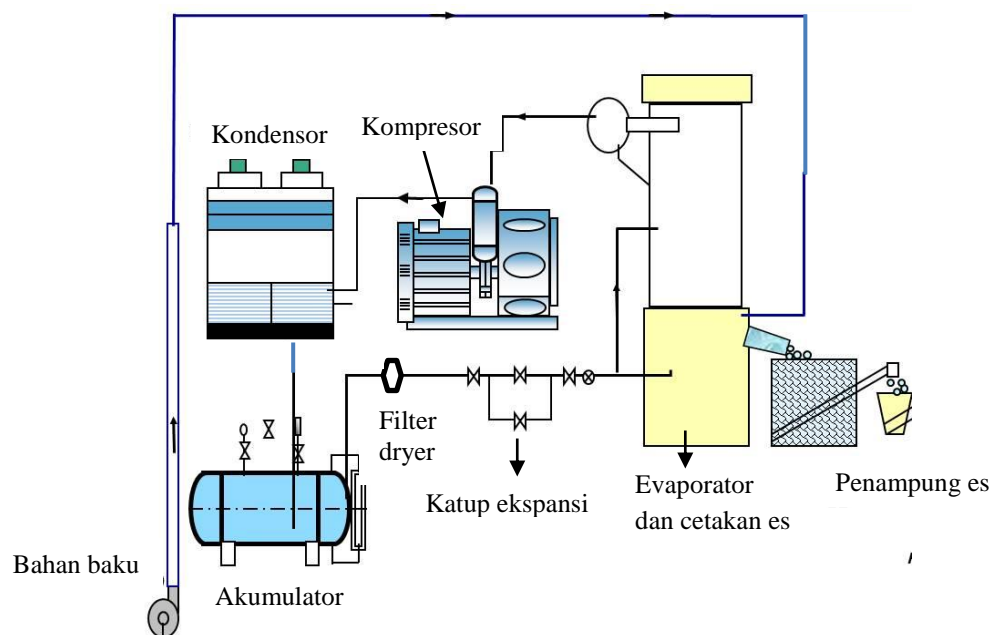 Kondensor
Kompresor
Filter
dryer
Katup ekspansi
Evaporator
dan cetakan es
Penampung es
Bahan baku
Akumulator